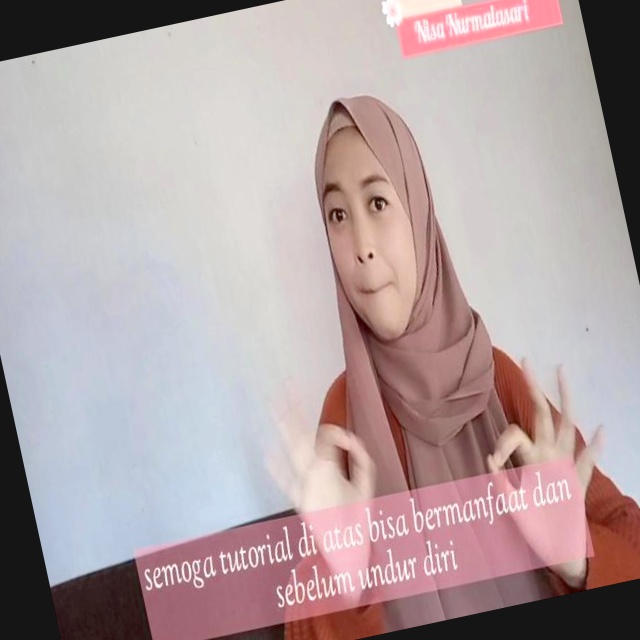 Nisa Nurmalasari
semoga tutorial di atas bisa bermanfaat dan
sebelum undur diri